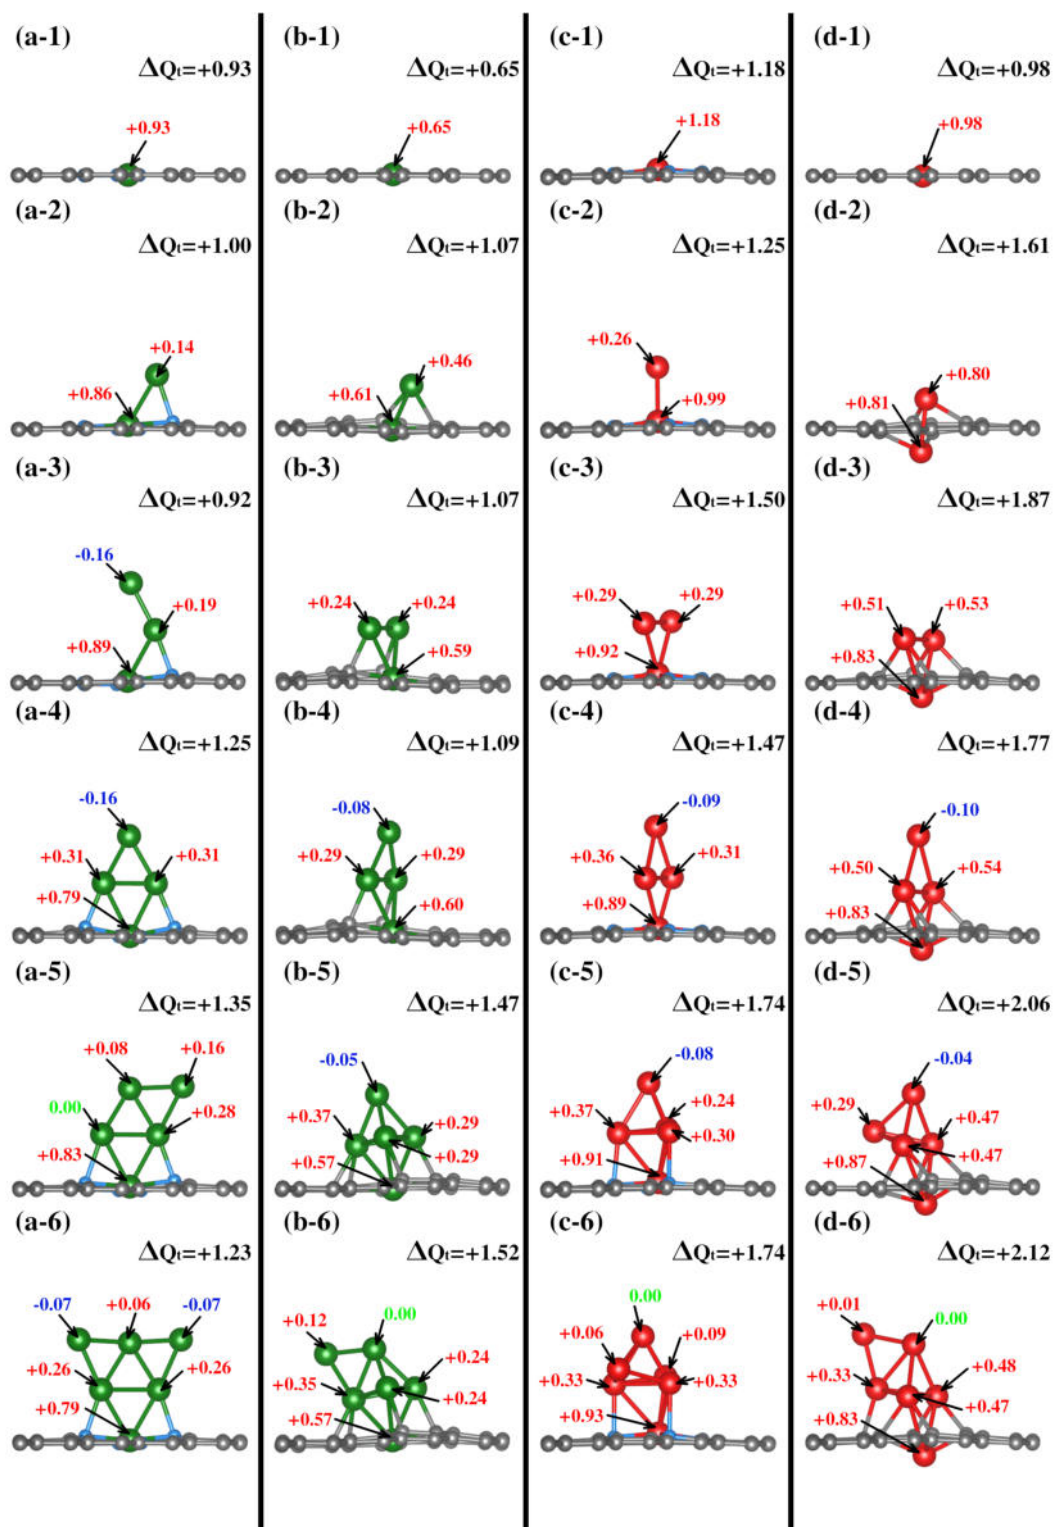 (a-1) (b-1) (c-1) (d-1)
ΔQt=+0.93 ΔQt=+0.65 ΔQt=+1.18 ΔQt=+0.98
+0.93 +0.65 +1.18 +0.98
(a-2) (b-2) (c-2) (d-2)
ΔQt=+1.00 ΔQt=+1.07 ΔQt=+1.25 ΔQt=+1.61
+0.14 +0.46 +0.26 +0.80
+0.86 +0.61 +0.99 +0.81
(a-3) (b-3) (c-3) (d-3)
ΔQt=+0.92 ΔQt=+1.07 ΔQt=+1.50 ΔQt=+1.87
-0.16
+0.19 +0.24 +0.24 +0.29 +0.29 +0.51 +0.53
+0.89 +0.59 +0.92 +0.83
(a-4) (b-4) (c-4) (d-4)
ΔQt=+1.25 ΔQt=+1.09 ΔQt=+1.47 ΔQt=+1.77
-0.16 -0.08 -0.09 -0.10
+0.31 +0.31 +0.29 +0.29 +0.36 +0.31 +0.50 +0.54
+0.79 +0.60 +0.89 +0.83
(a-5) (b-5) (c-5) (d-5)
ΔQt=+1.35 ΔQt=+1.47 ΔQt=+1.74 ΔQt=+2.06
+0.08 +0.16 -0.05 -0.08 -0.04
0.00 +0.28 +0.37 +0.29 +0.37 +0.24 +0.29 +0.47
+0.29 +0.30 +0.47
+0.83 +0.57 +0.91 +0.87
(a-6) (b-6) (c-6) (d-6)
ΔQt=+1.23 ΔQt=+1.52 ΔQt=+1.74 ΔQt=+2.12
-0.07 +0.06 -0.07 +0.12 0.00 0.00 +0.01 0.00
+0.06 +0.09
+0.26 +0.26 +0.35 +0.24 +0.33 +0.33 +0.33 +0.48
+0.24 +0.47
+0.79 +0.57 +0.93 +0.83